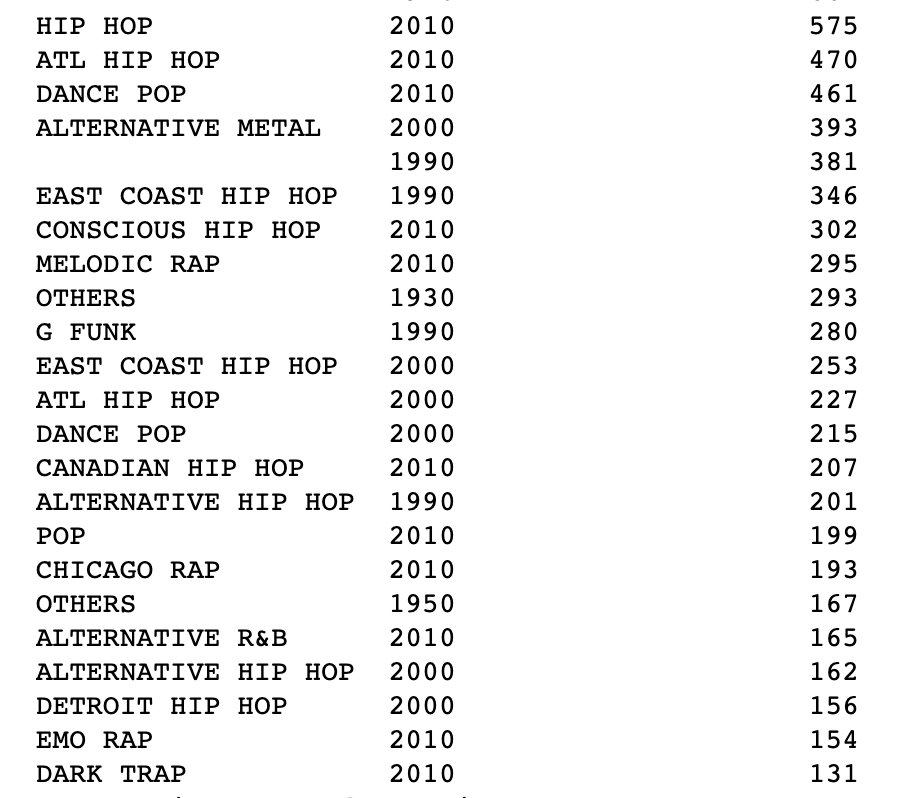 HIP HOP 2010 575
ATL HIP HOP 2010 470
DANCE POP 2010 461
ALTERNATIVE METAL 2000 393
1990 381
EAST COAST HIP HOP 1990 346
CONSCIOUS HIP HOP 2010 302
MELODIC RAP 2010 295
OTHERS 1930 293
G FUNK 1990 280
EAST COAST HIP HOP 2000 253
ATL HIP HOP 2000 227
DANCE POP 2000 215
CANADIAN HIP HOP 2010 207
ALTERNATIVE HIP HOP 1990 201
POP 2010 199
CHICAGO RAP 2010 193
OTHERS 1950 167
ALTERNATIVE R&B 2010 165
ALTERNATIVE HIP HOP 2000 162
DETROIT HIP HOP 2000 156
EMO RAP 2010 154
DARK TRAP 2010 131